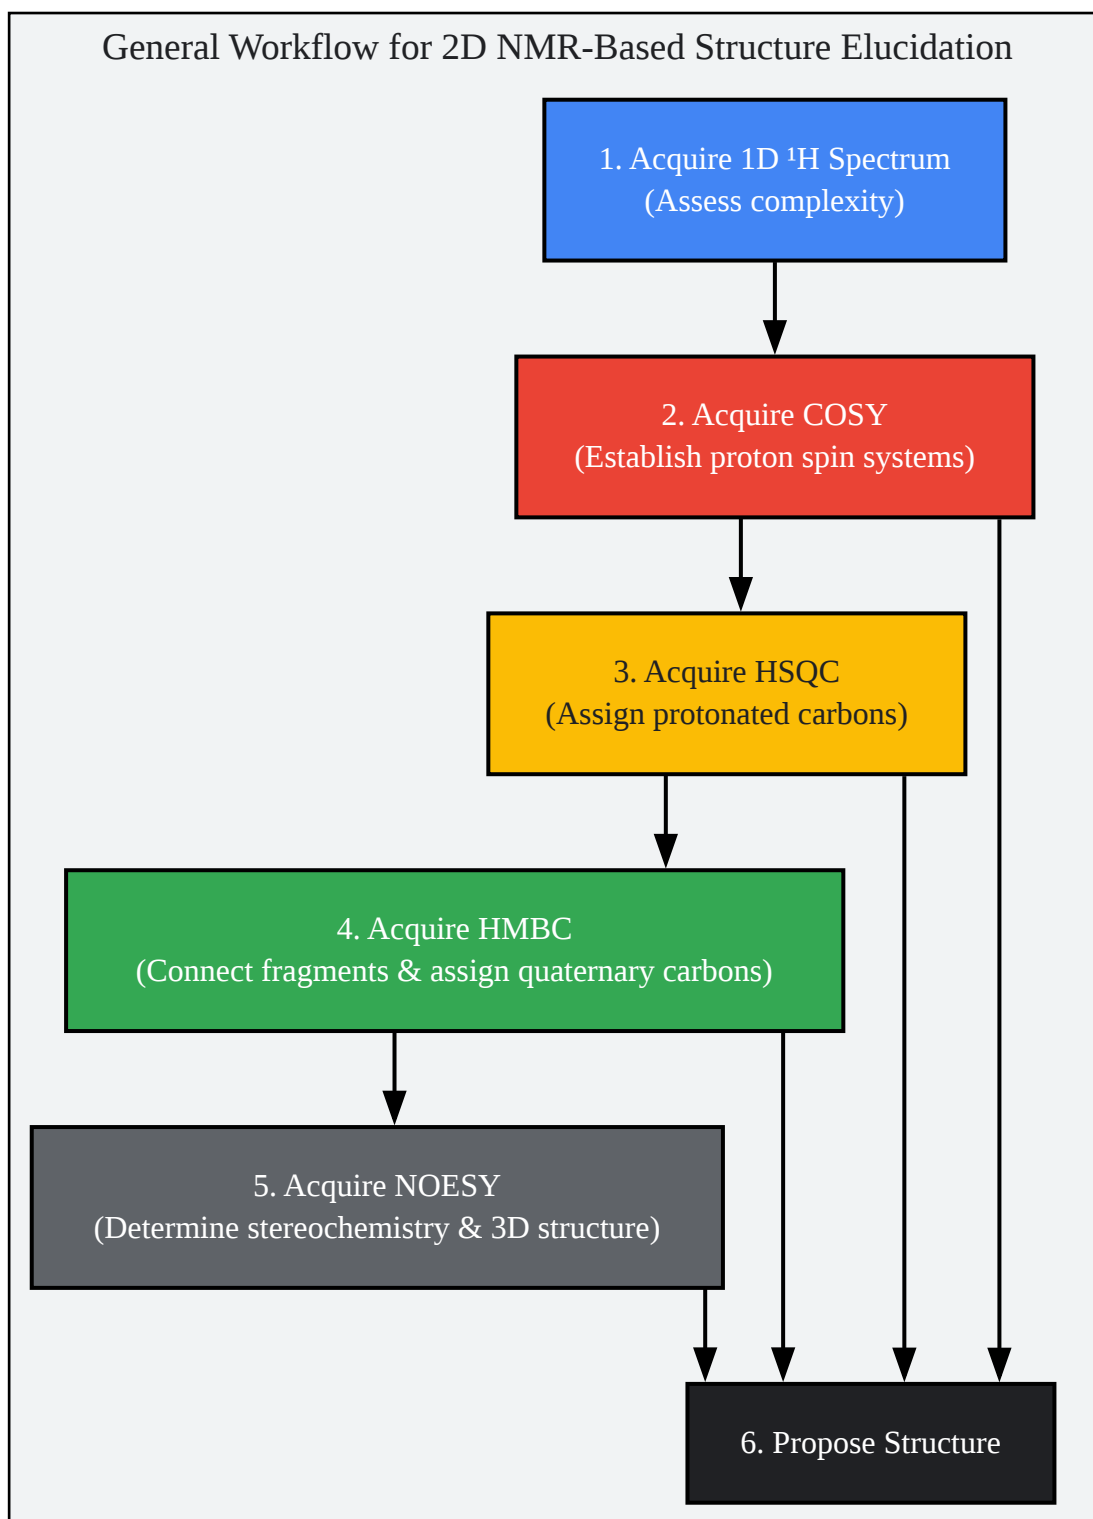 General Workflow for 2D NMR-Based Structure Elucidation
1. Acquire 1D ¹H Spectrum
(Assess complexity)
2. Acquire COSY
(Establish proton spin systems)
3. Acquire HSQC
(Assign protonated carbons)
4. Acquire HMBC
(Connect fragments & assign quaternary carbons)
5. Acquire NOESY
(Determine stereochemistry & 3D structure)
6. Propose Structure